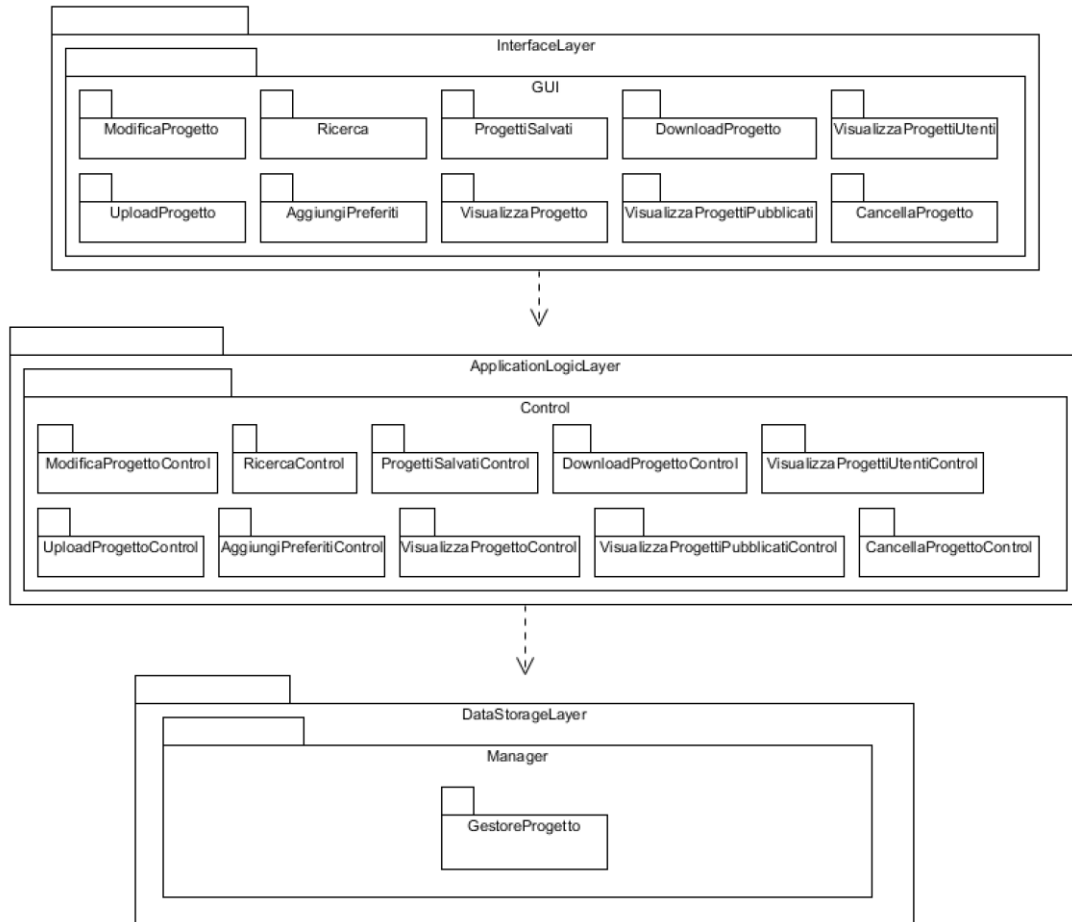 InterfaceLayer
GUI
ModificaProgetto
Ricerca
ProgettiSalvati
DownloadProgetto
VisualizzaProgettiUtenti
UploadProgetto
AggiungiPreferiti
VisualizzaProgetto
VisualizzaProgettiPubblicati
CancellaProgetto
ApplicationLogicLayer
Control
ModificaProgettoControl
RicercaControl
ProgettiSalvatiControl
DownloadProgettoControl
VisualizzaProgettiUtentiControl
UploadProgettoControl
AggiungiPreferitiControl
VisualizzaProgettoControl
VisualizzaProgettiPubblicatiControl
CancellaProgettoControl
DataStorageLayer
Manager
GestoreProgetto